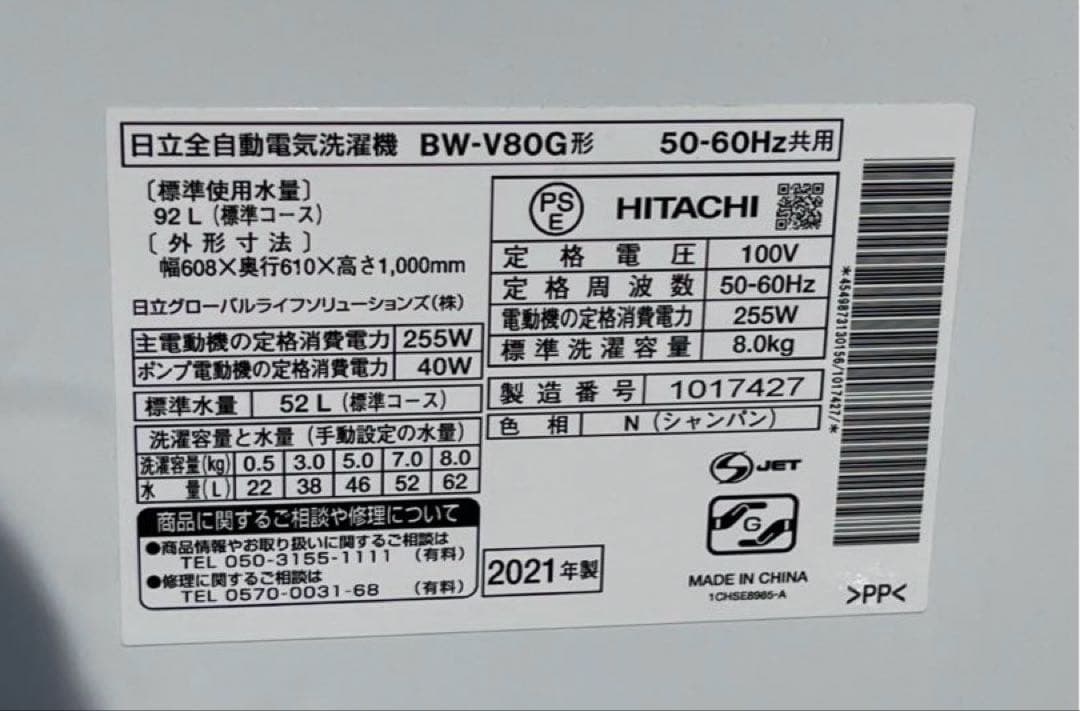 日立全自動電気洗濯機 BW-V80G形 50-60Hz共用
〔標準使用水量〕
92 L（標準コース）
〔外形寸法〕
幅608×奥行610×高さ1,000mm
日立グローバルライフソリューションズ（株）
主電動機の定格消費電力 255W
ポンプ電動機の定格消費電力 40W
標準水量 52 L（標準コース）
洗濯容量と水量（手動設定の水量）
洗濯容量(kg) 0.5 3.0 5.0 7.0 8.0
水量(L) 22 38 46 52 62
商品に関するご相談や修理について
●商品情報やお取り扱いに関するご相談は
TEL 050-3155-1111（有料）
●修理に関するご相談は
TEL 0570-0031-68（有料）
PS
E
HITACHI
定格電圧 100V
定格周波数 50-60Hz
電動機の定格消費電力 255W
標準洗濯容量 8.0kg
製造番号 1017427
色相 N（シャンパン）
S JET
G
2021年製
MADE IN CHINA
1CHSE8985-A
>PP<
*4549873130156/1017427/*